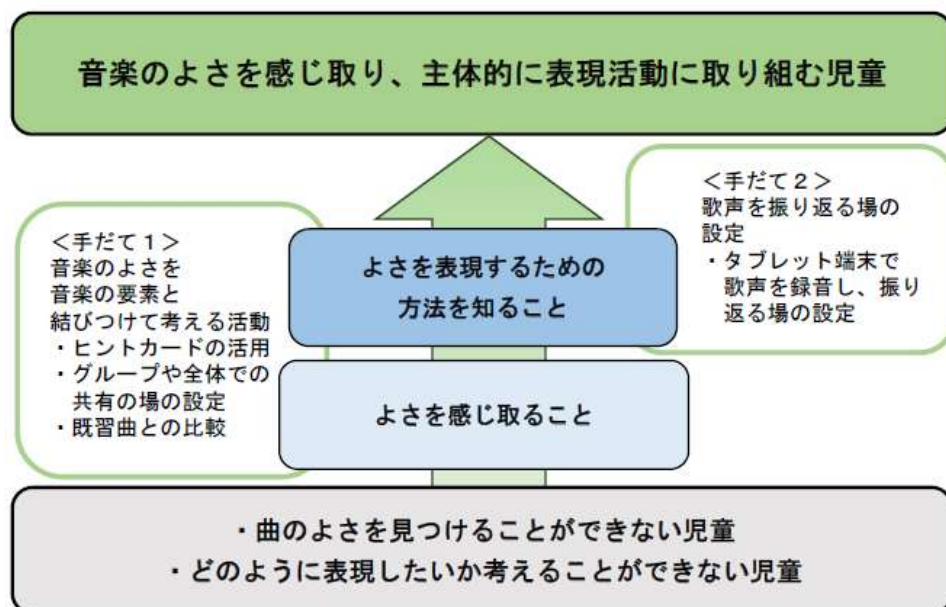 音楽のよさを感じ取り、主体的に表現活動に取り組む児童
＜手だて１＞
音楽のよさを
音楽の要素と
結びつけて考える活動
・ヒントカードの活用
・グループや全体での
共有の場の設定
・既習曲との比較
＜手だて２＞
歌声を振り返る場の
設定
・タブレット端末で
歌声を録音し、振り
返る場の設定
よさを表現するための
方法を知ること
よさを感じ取ること
・曲のよさを見つけることができない児童
・どのように表現したいか考えることができない児童